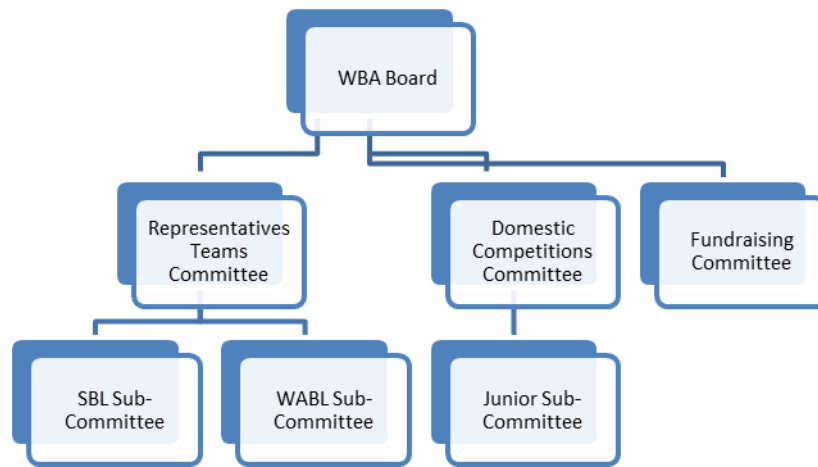 WBA Board
Representatives
Teams
Committee
Domestic
Competitions
Committee
Fundraising
Committee
SBL Sub-
Committee
WABL Sub-
Committee
Junior Sub-
Committee